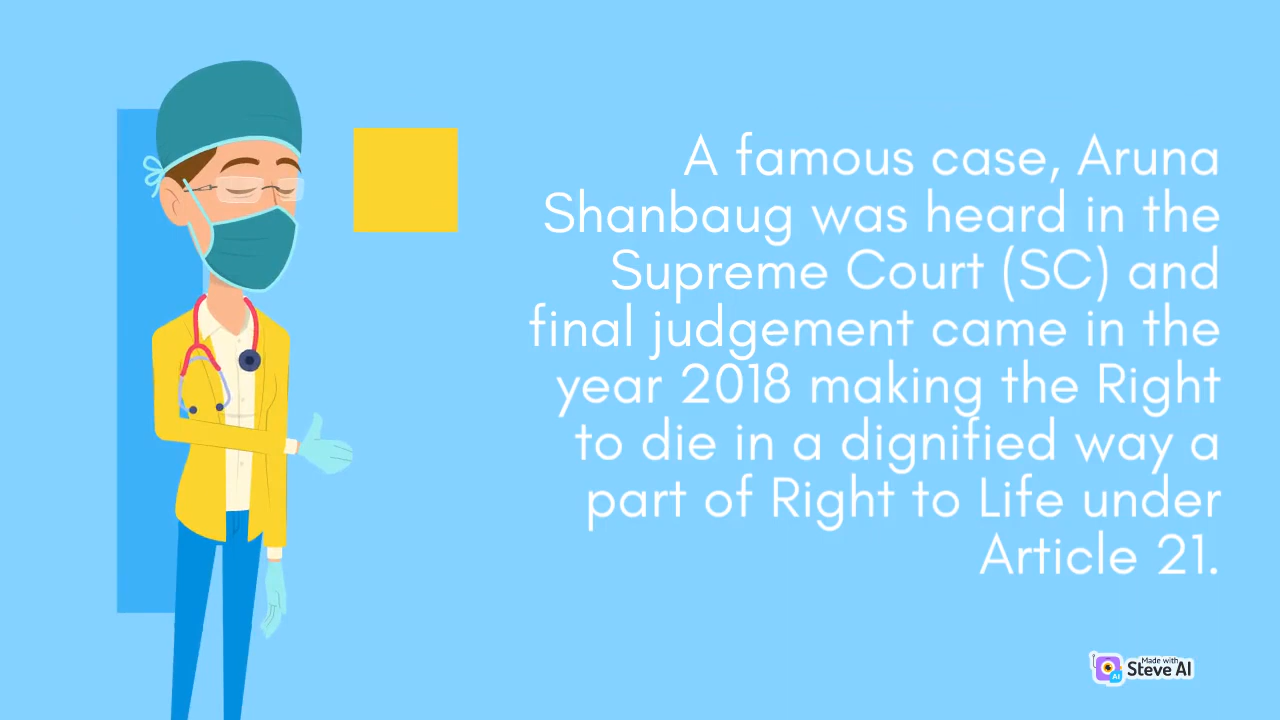 A famous case, Aruna
Shanbaug was heard in the
Supreme Court (SC) and
final judgement came in the
year 2018 making the Right
to die in a dignified way a
part of Right to Life under
Article 21.
Made with
Steve AI
AI